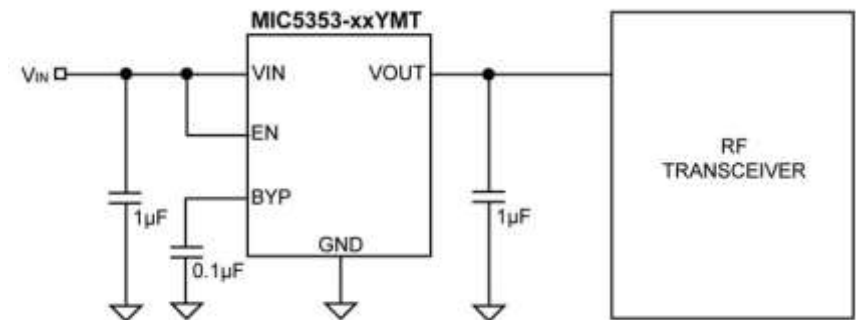 MIC5353-xxYMT
VIN
VIN
VOUT
EN
BYP
GND
1µF
0.1µF
1µF
RF
TRANSCEIVER